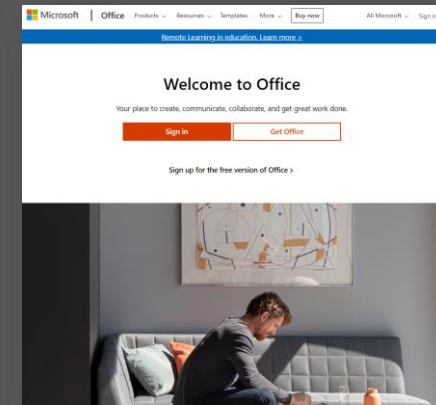 Microsoft | Office Products Resources Templates More Buy now All Microsoft Sign in
Remote Learning in education. Learn more >
Welcome to Office
Your place to create, communicate, collaborate, and get great work done.
Sign in Get Office
Sign up for the free version of Office >